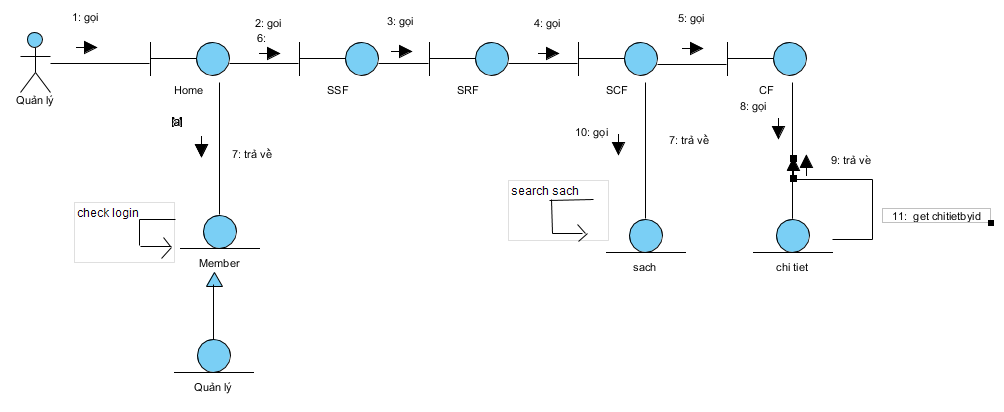 1: gọi
2: goi
6:
3: gọi
4: gọi
5: gọi
Quản lý
Home
SSF
SRF
SCF
CF
[a]
7: trả về
10: gọi
7: trả về
8: gọi
9: trả về
check login
search sach
11: get chitietbyid
Member
sach
chi tiet
Quản lý